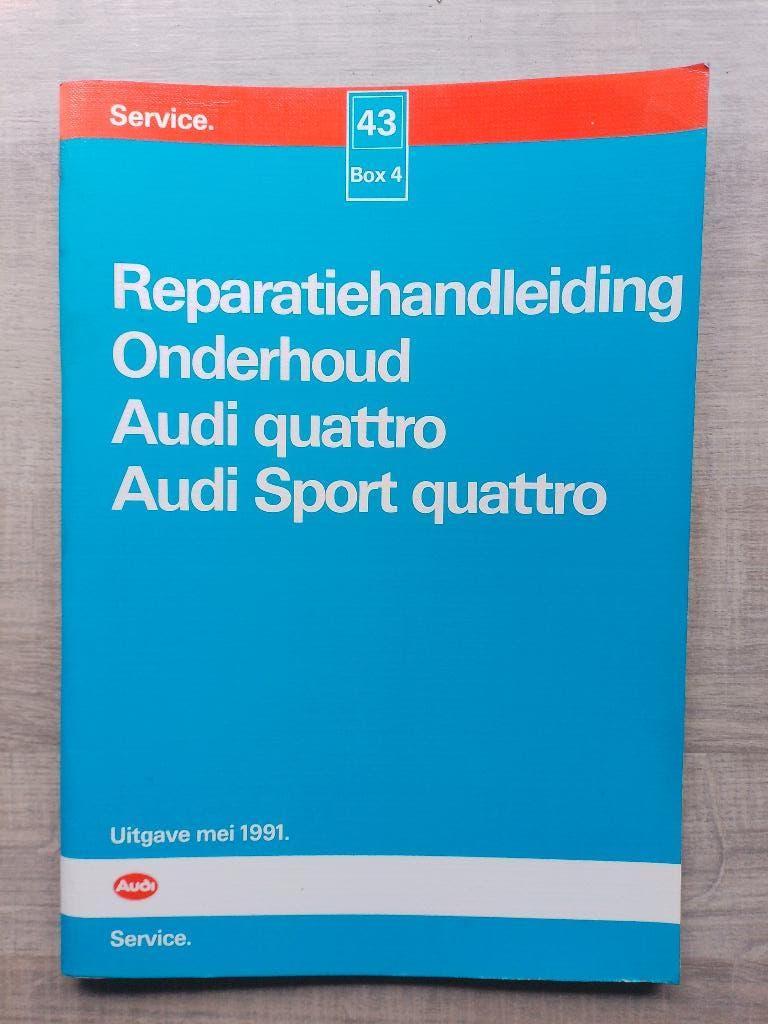 Service.
43
Box 4
Reparatiehandleiding
Onderhoud
Audi quattro
Audi Sport quattro
Uitgave mei 1991.
Audi
Service.